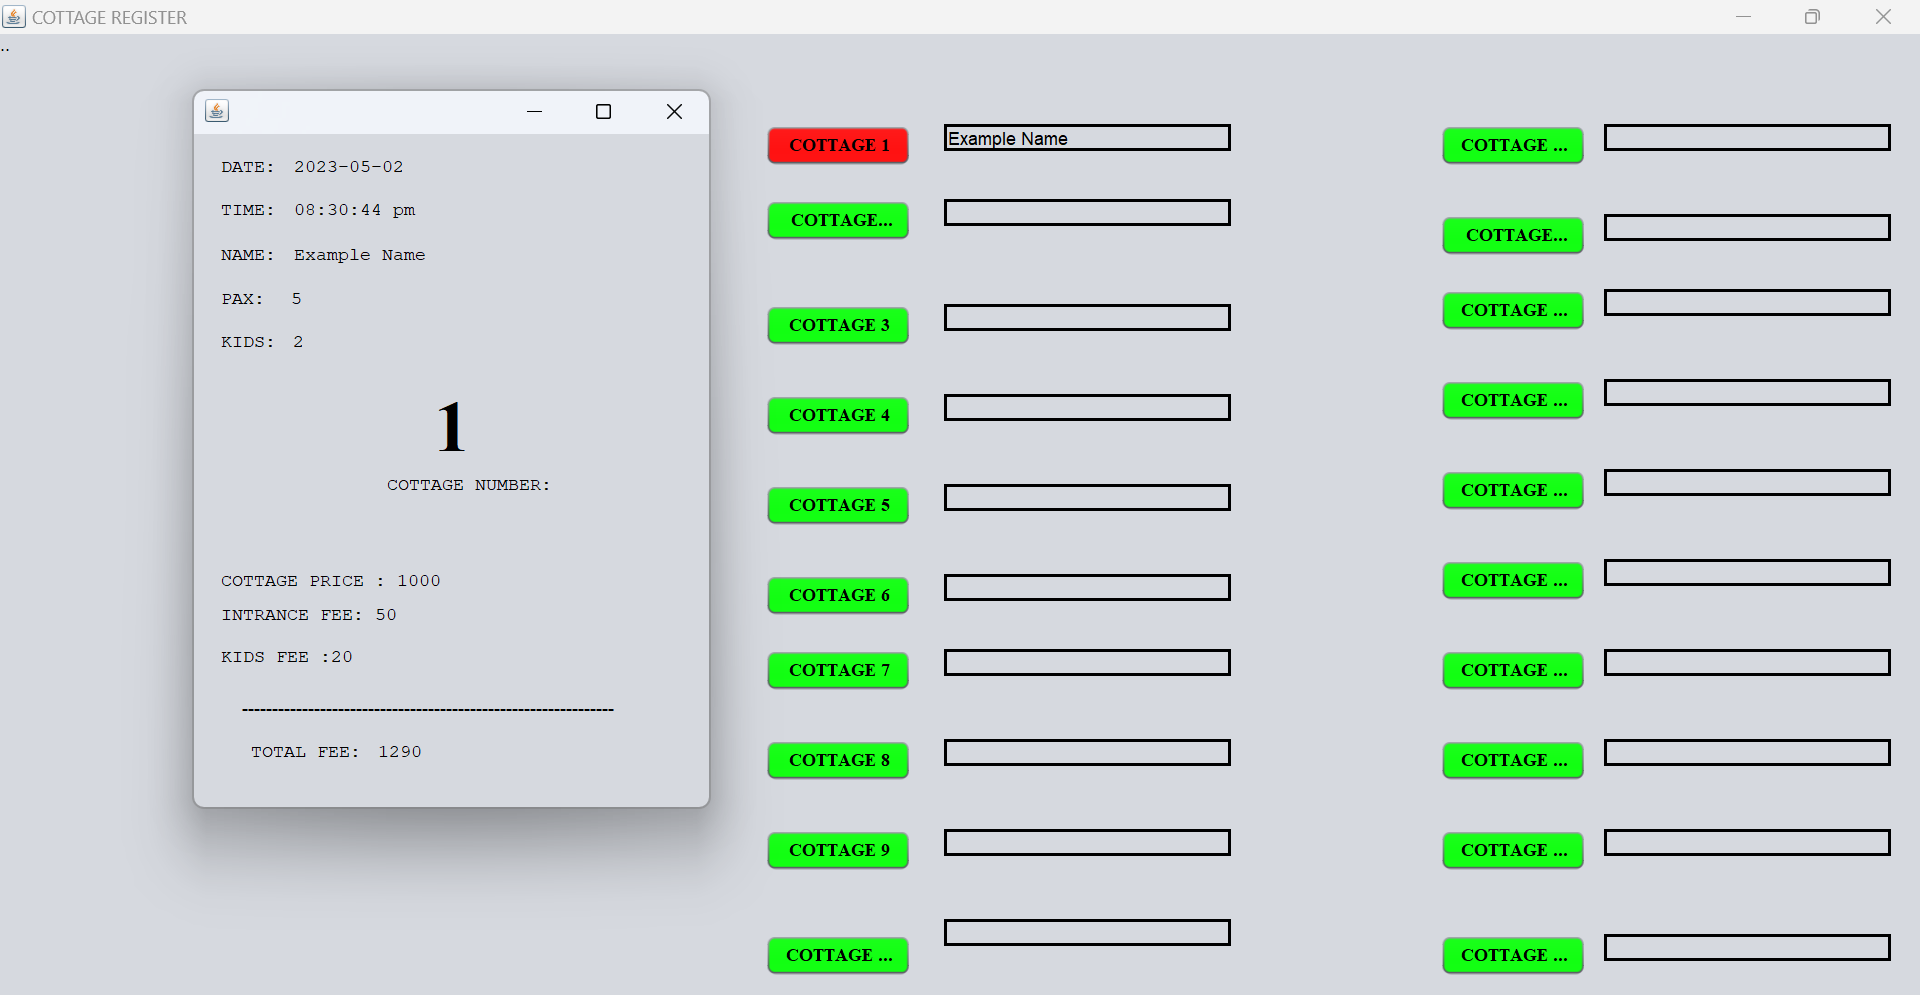 COTTAGE REGISTER
..
DATE: 2023-05-02
TIME: 08:30:44 pm
NAME: Example Name
PAX: 5
KIDS: 2
1
COTTAGE NUMBER:
COTTAGE PRICE : 1000
INTRANCE FEE: 50
KIDS FEE :20
--------------------------------------------------------------
TOTAL FEE: 1290
COTTAGE 1 Example Name
COTTAGE...
COTTAGE 3
COTTAGE 4
COTTAGE 5
COTTAGE 6
COTTAGE 7
COTTAGE 8
COTTAGE 9
COTTAGE ...
COTTAGE ...
COTTAGE...
COTTAGE ...
COTTAGE ...
COTTAGE ...
COTTAGE ...
COTTAGE ...
COTTAGE ...
COTTAGE ...
COTTAGE ...